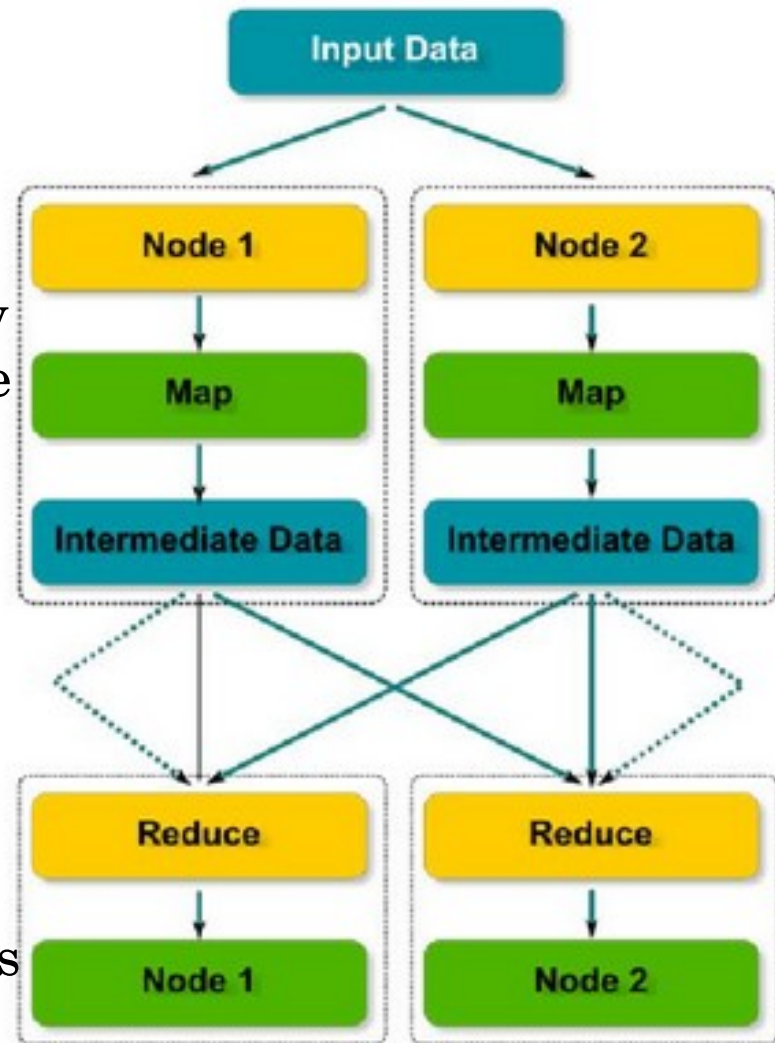 Input Data
Node 1 Node 2
y
e
Map Map
Intermediate Data Intermediate Data
Reduce Reduce
s
Node 1 Node 2